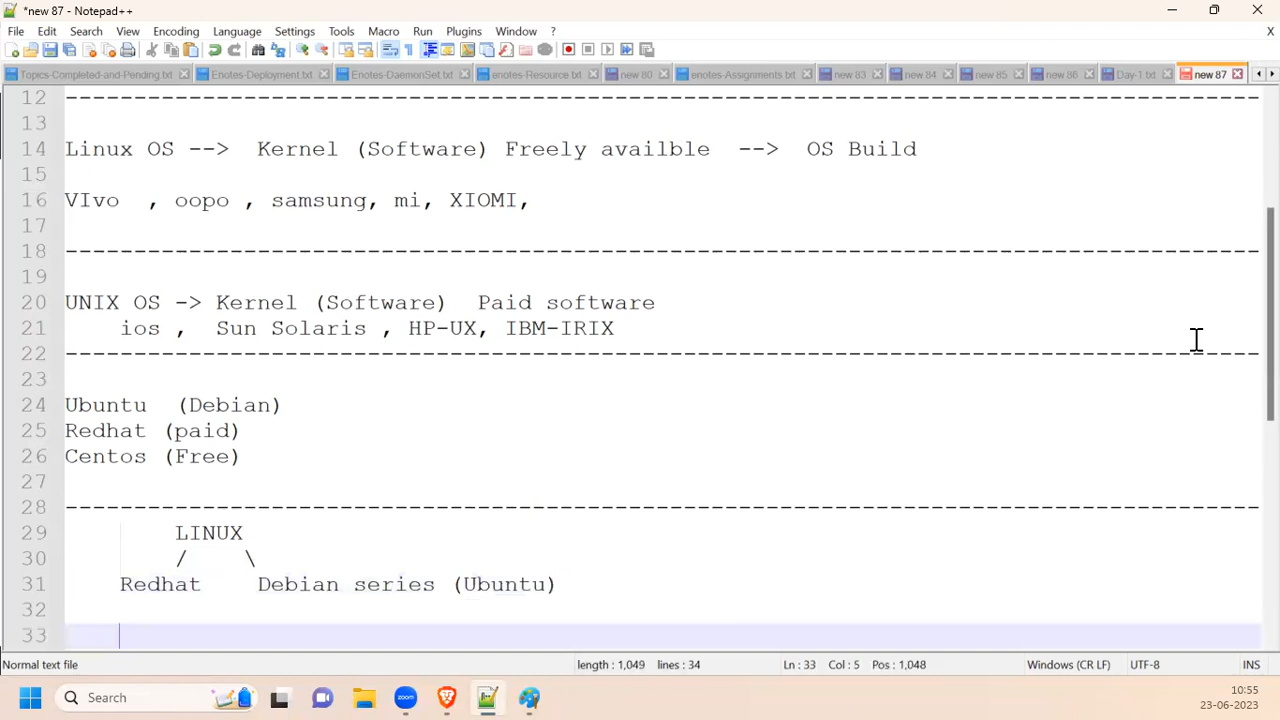 *new 87 - Notepad++
File Edit Search View Encoding Language Settings Tools Macro Run Plugins Window ? X
Topics-Completed-and-Pending.txt Enotes-Deployment.txt Enotes-DaemonSet.txt new 80 enotes-Assignments.txt new 83 new 84 new 85 new 86 Day-1.txt new 87
12 --------------------------------------------------------------------------------------
13
14 Linux OS --> Kernel (Software) Freely availble --> OS Build
15
16 VIvo , oopo , samsung, mi, XIOMI,
17
18 --------------------------------------------------------------------------------------
19
20 UNIX OS -> Kernel (Software) Paid software
21 ios , Sun Solaris , HP-UX, IBM-IRIX
22 --------------------------------------------------------------------------------------
23
24 Ubuntu (Debian)
25 Redhat (paid)
26 Centos (Free)
27
28 --------------------------------------------------------------------------------------
29 LINUX
30 / \
31 Redhat Debian series (Ubuntu)
32
33
Normal text file length : 1,049 lines : 34 Ln : 33 Col : 5 Pos : 1,048 Windows (CR LF) UTF-8 INS
Search zoom 10:55
23-06-2023